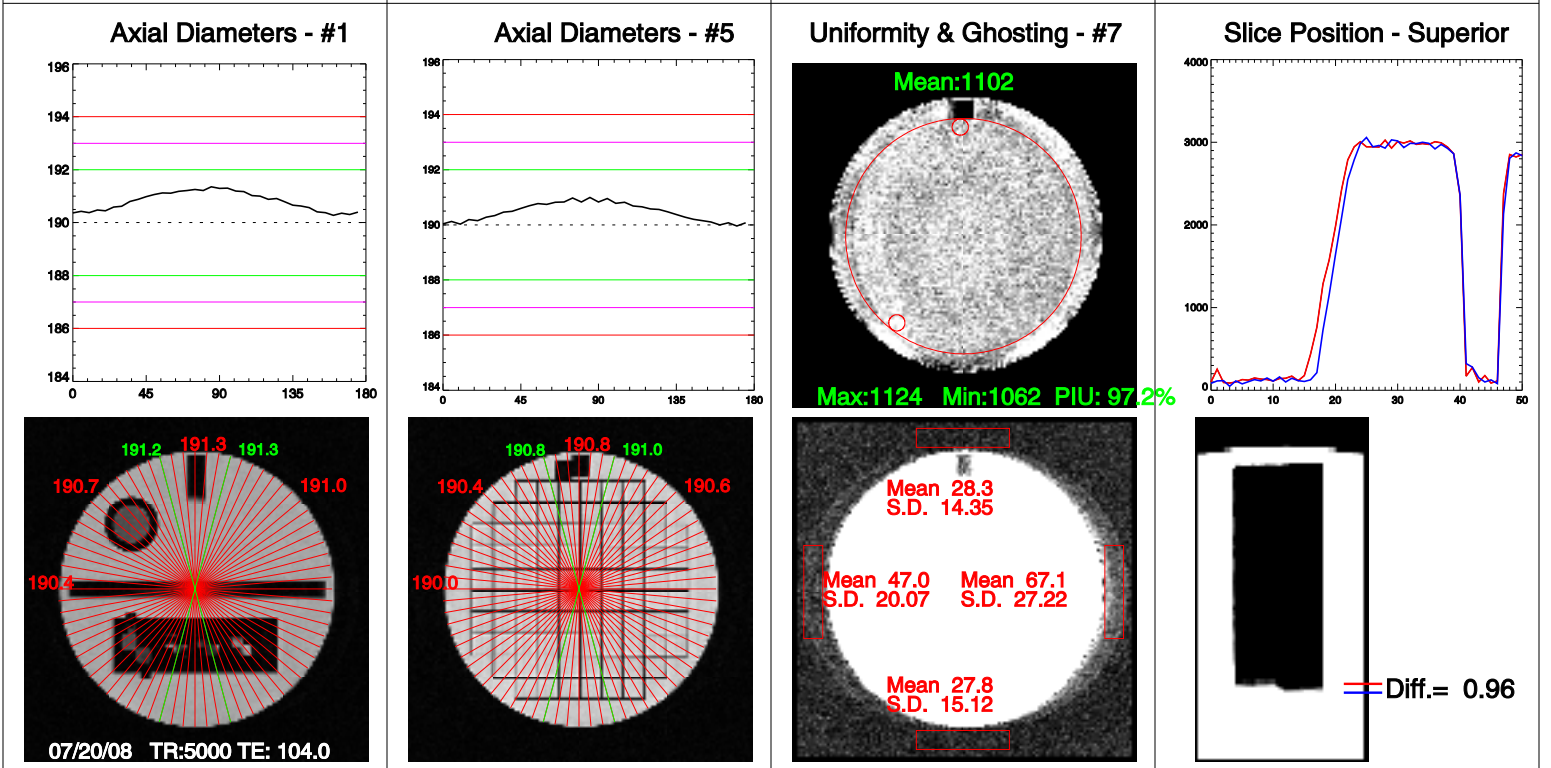 Axial Diameters - #1
196
194
192
190
188
186
184
0 45 90 135 180
191.2 191.3 191.3
190.7 191.0
190.4
07/20/08 TR:5000 TE: 104.0
Axial Diameters - #5
196
194
192
190
188
186
184
0 45 90 135 180
190.8 190.8 191.0
190.4 190.6
190.0
Uniformity & Ghosting - #7
Mean:1102
Max:1124 Min:1062 PIU: 97.2%
Mean 28.3
S.D. 14.35
Mean 47.0 Mean 67.1
S.D. 20.07 S.D. 27.22
Mean 27.8
S.D. 15.12
Slice Position - Superior
4000
3000
2000
1000
0
0 10 20 30 40 50
Diff.= 0.96